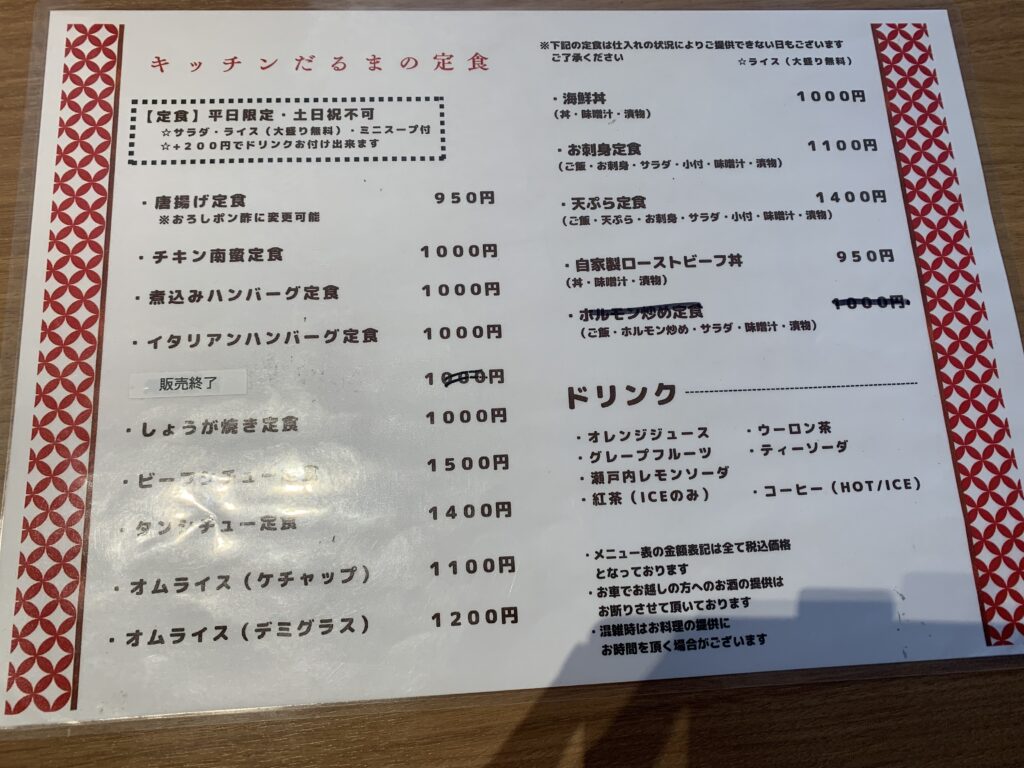 キッチンだるまの定食
【定食】平日限定・土日祝不可
☆サラダ・ライス(大盛り無料)・ミニスープ付
☆+200円でドリンクお付け出来ます
・唐揚げ定食 950円
※おろしポン酢に変更可能
・チキン南蛮定食 1000円
・煮込みハンバーグ定食 1000円
・イタリアンハンバーグ定食 1000円
販売終了 1000円
・しょうが焼き定食 1000円
・ビーフシチュー定食 1500円
・タンシチュー定食 1400円
・オムライス(ケチャップ) 1100円
・オムライス(デミグラス) 1200円
※下記の定食は仕入れの状況によりご提供できない日もございます
ご了承ください
☆ライス(大盛り無料)
・海鮮丼 1000円
(丼・味噌汁・漬物)
・お刺身定食 1100円
(ご飯・お刺身・サラダ・小付・味噌汁・漬物)
・天ぷら定食 1400円
(ご飯・天ぷら・お刺身・サラダ・小付・味噌汁・漬物)
・自家製ローストビーフ丼 950円
(丼・味噌汁・漬物)
・ホルモン炒め定食 1000円
(ご飯・ホルモン炒め・サラダ・味噌汁・漬物)
ドリンク
・オレンジジュース ・ウーロン茶
・グレープフルーツ ・ティーソーダ
・瀬戸内レモンソーダ
・紅茶(ICEのみ) ・コーヒー(HOT/ICE)
・メニュー表の金額表記は全て税込価格
となっております
・お車でお越しの方へのお酒の提供は
お断りさせて頂いております
・混雑時はお料理の提供に
お時間を頂く場合がございます